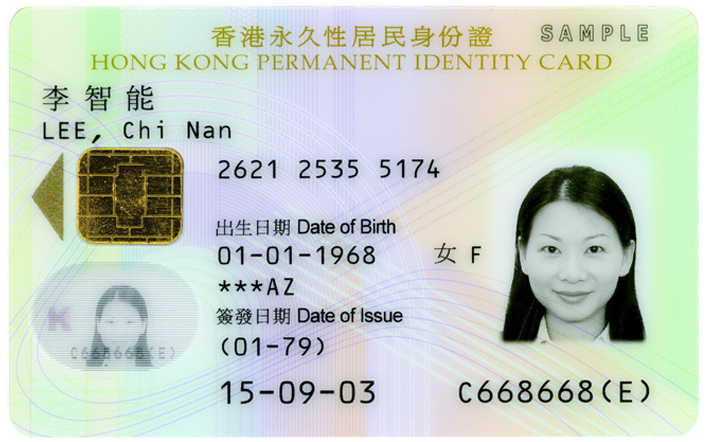 香港永久性居民身份證
SAMPLE
HONG KONG PERMANENT IDENTITY CARD
李智能
LEE, Chi Nan
2621 2535 5174
出生日期 Date of Birth
01-01-1968
女 F
***AZ
簽發日期 Date of Issue
(01-79)
15-09-03
C668668(E)
K
C668668(E)